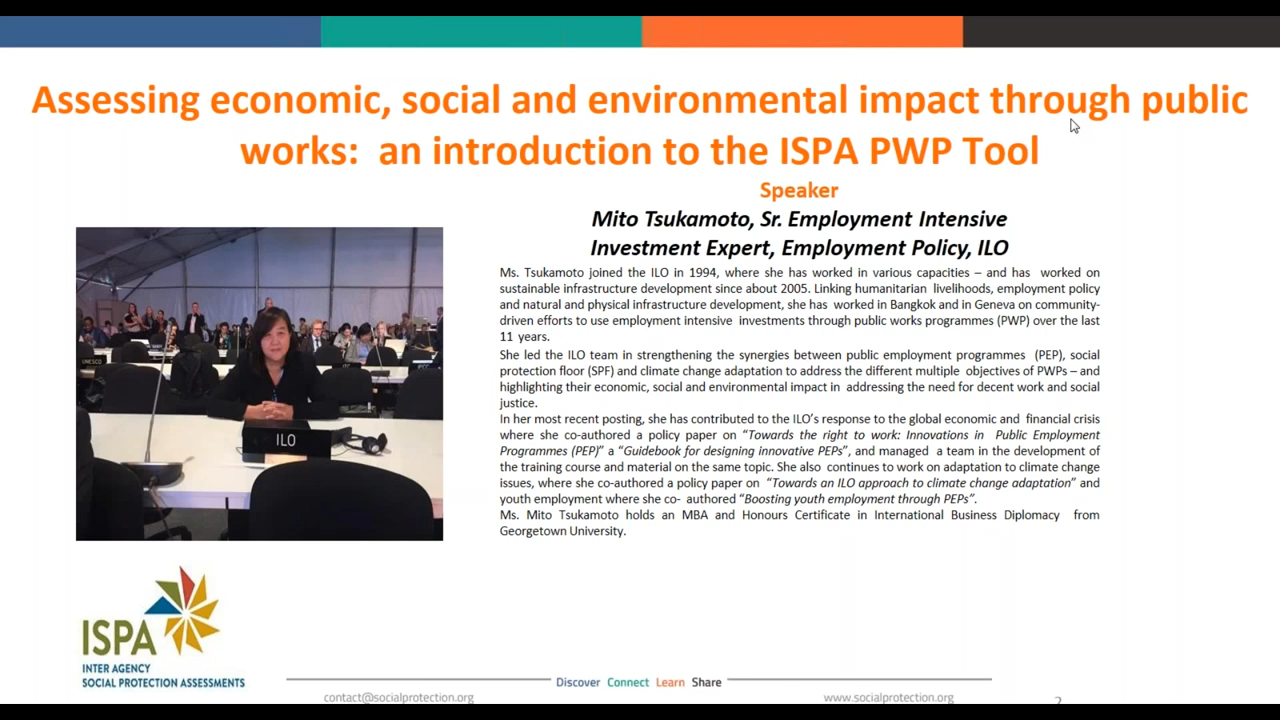 Assessing economic, social and environmental impact through public
works:  an introduction to the ISPA PWP Tool
Speaker
Mito Tsukamoto, Sr. Employment Intensive
Investment Expert, Employment Policy, ILO
Ms. Tsukamoto joined the ILO in 1994, where she has worked in various capacities – and has worked on
sustainable infrastructure development since about 2005. Linking humanitarian livelihoods, employment policy
and natural and physical infrastructure development, she has worked in Bangkok and in Geneva on community-
driven efforts to use employment intensive investments through public works programmes (PWP) over the last
11 years.
She led the ILO team in strengthening the synergies between public employment programmes (PEP), social
protection floor (SPF) and climate change adaptation to address the different multiple objectives of PWPs – and
highlighting their economic, social and environmental impact in addressing the need for decent work and social
justice.
In her most recent posting, she has contributed to the ILO's response to the global economic and financial crisis
where she co-authored a policy paper on “Towards the right to work: Innovations in Public Employment
Programmes (PEP)” a “Guidebook for designing innovative PEPs”, and managed a team in the development of
the training course and material on the same topic. She also continues to work on adaptation to climate change
issues, where she co-authored a policy paper on “Towards an ILO approach to climate change adaptation” and
youth employment where she co- authored “Boosting youth employment through PEPs”.
Ms. Mito Tsukamoto holds an MBA and Honours Certificate in International Business Diplomacy from
Georgetown University.
UNESCO
ILO
ISPA
INTER AGENCY
SOCIAL PROTECTION ASSESSMENTS
Discover Connect Learn Share
contact@socialprotection.org
www.socialprotection.org
2